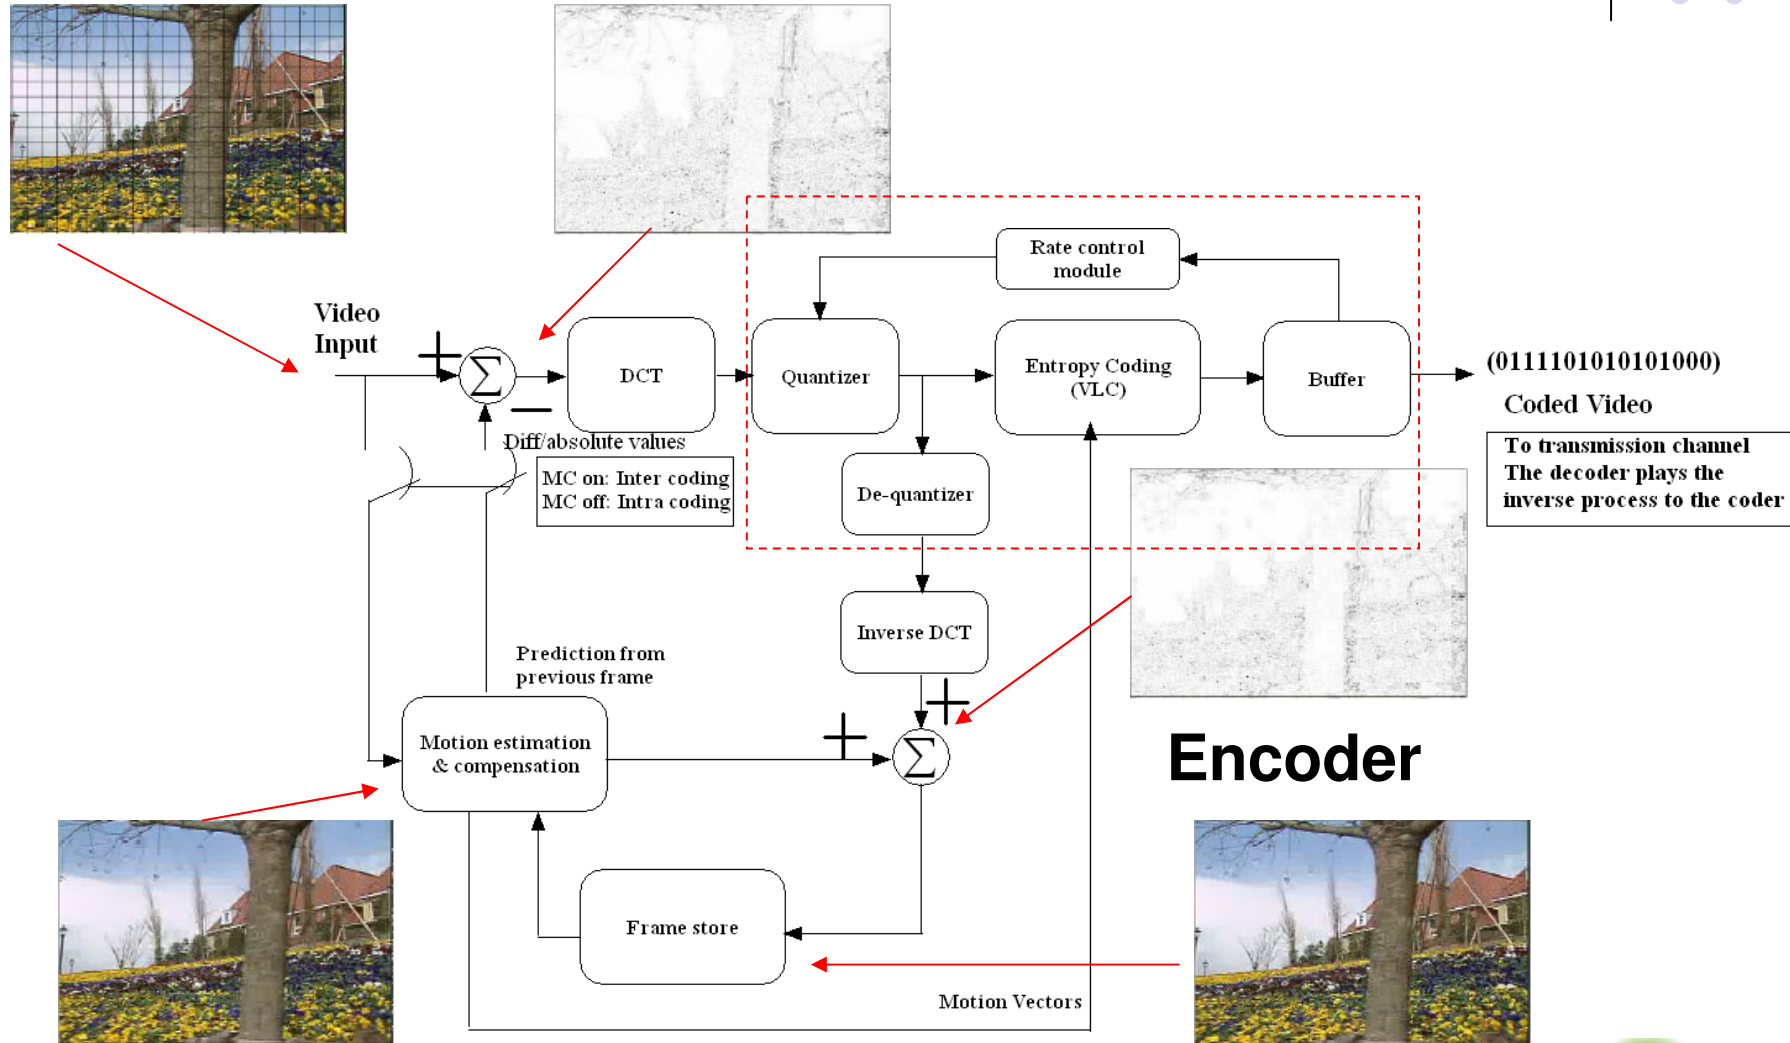 Rate control
module
Video
Input
+
Σ
DCT
Quantizer
Entropy Coding
(VLC)
Buffer
(0111101010101000)
Coded Video
−
Diff/absolute values
MC on: Inter coding
MC off: Intra coding
To transmission channel
The decoder plays the
inverse process to the coder
De-quantizer
Inverse DCT
Prediction from
previous frame
+
+
Σ
Motion estimation
& compensation
Encoder
Frame store
Motion Vectors